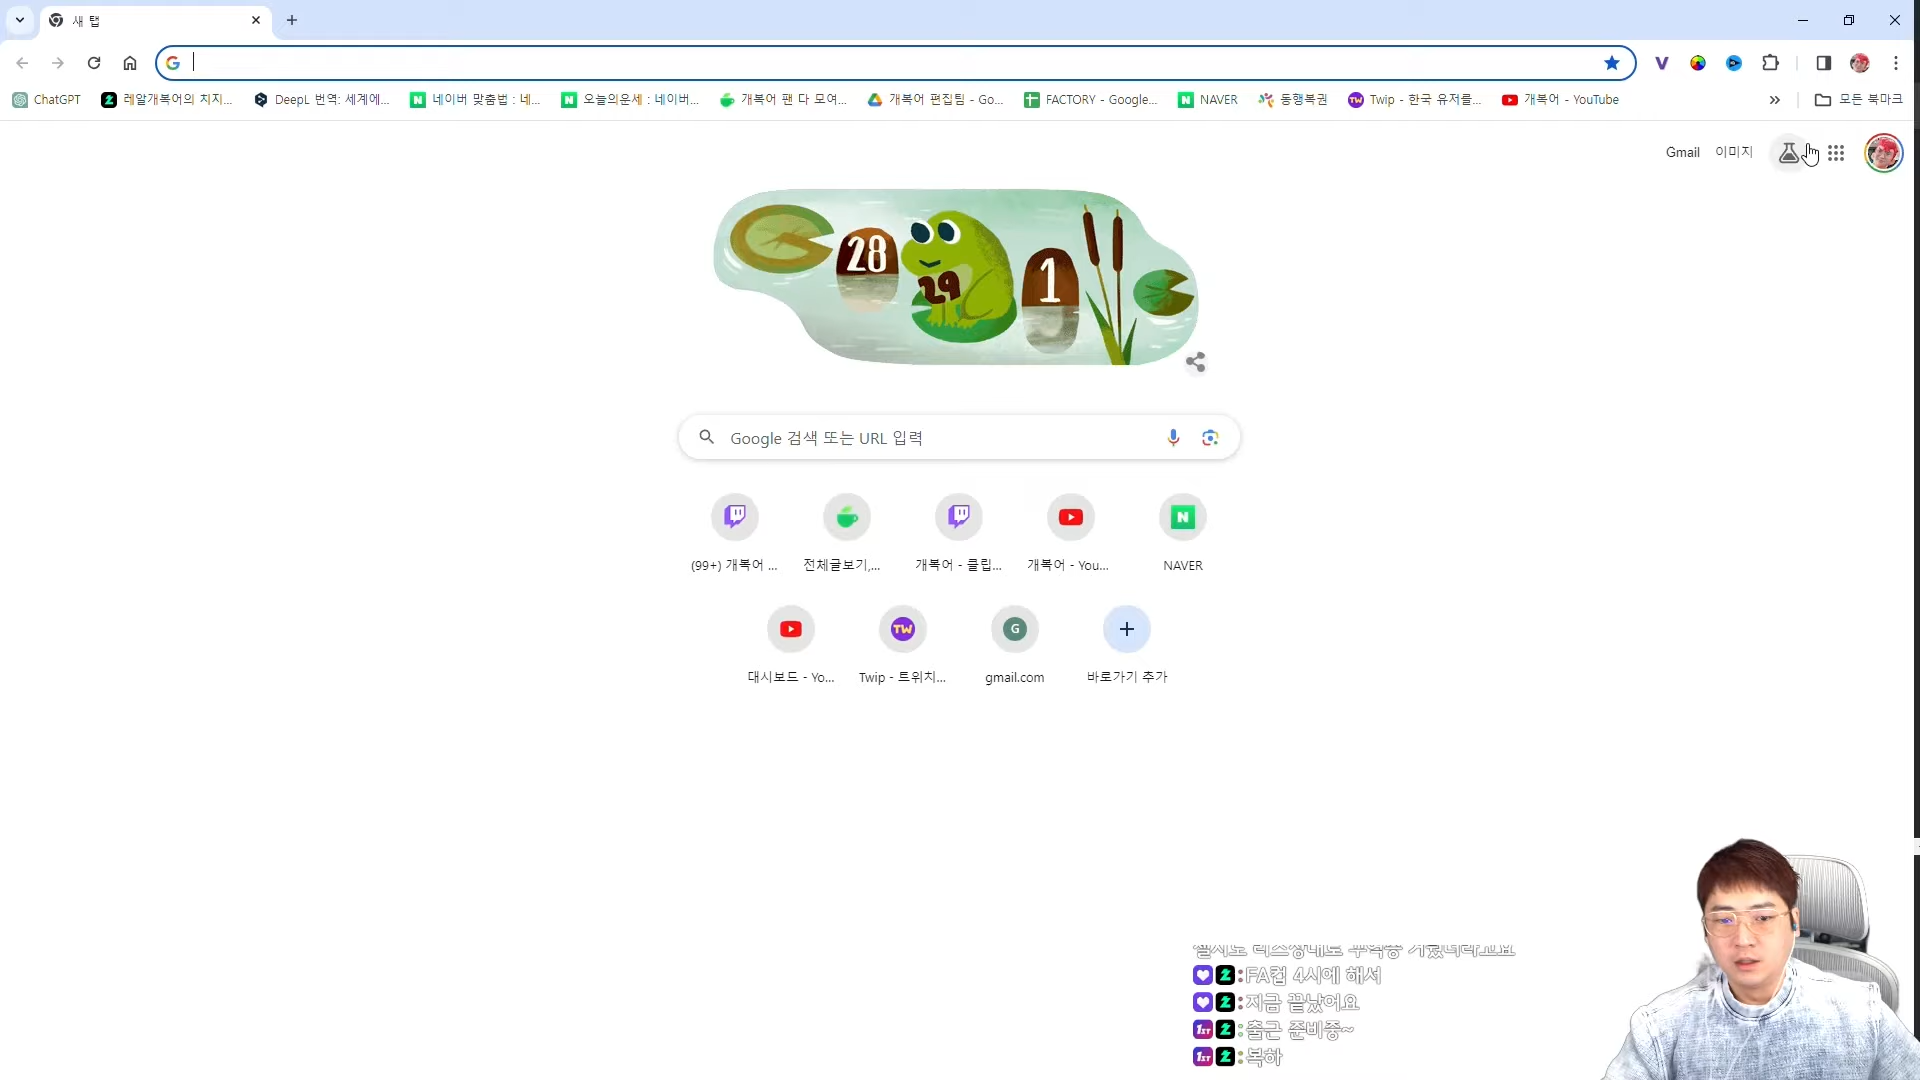 새 탭
ChatGPT
레알개복어의 치지...
DeepL 번역: 세계에...
네이버 맞춤법 : 네...
오늘의운세 : 네이버...
개복어 팬 다 모여...
개복어 편집팀 - Go...
FACTORY - Google...
NAVER
동행복권
Twip - 한국 유저를...
개복어 - YouTube
모든 북마크
Gmail
이미지
28
29
1
Google 검색 또는 URL 입력
(99+) 개복어 ...
전체글보기,...
개복어 - 클립...
개복어 - You...
NAVER
대시보드 - Yo...
Twip - 트위치...
gmail.com
바로가기 추가
:FA컵 4시에 해서
:지금 끝났어요
:출근 준비중~
:복하